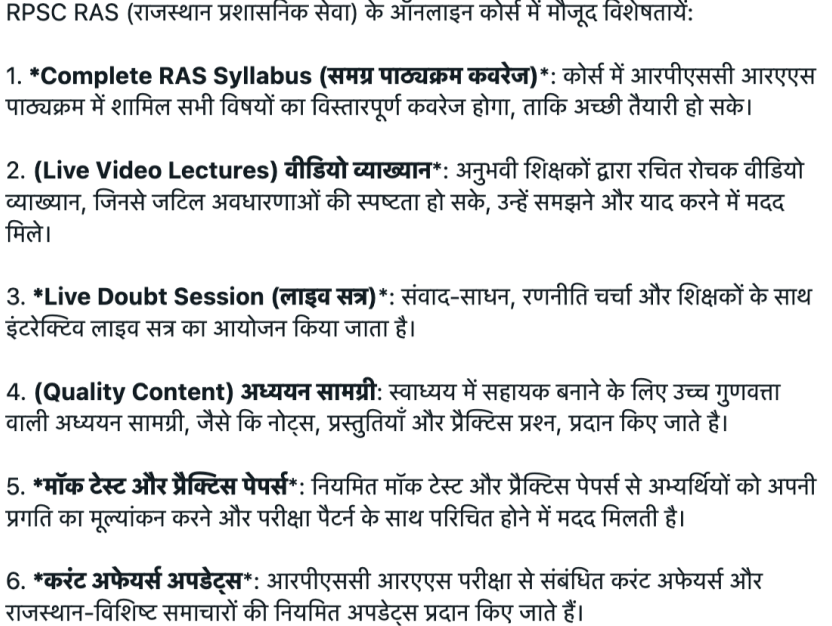 RPSC RAS (राजस्थान प्रशासनिक सेवा) के ऑनलाइन कोर्स में मौजूद विशेषतायें:
1. *Complete RAS Syllabus (समग्र पाठ्यक्रम कवरेज)*: कोर्स में आरपीएससी आरएएस
पाठ्यक्रम में शामिल सभी विषयों का विस्तारपूर्ण कवरेज होगा, ताकि अच्छी तैयारी हो सके।
2. (Live Video Lectures) वीडियो व्याख्यान*: अनुभवी शिक्षकों द्वारा रचित रोचक वीडियो
व्याख्यान, जिनसे जटिल अवधारणाओं की स्पष्टता हो सके, उन्हें समझने और याद करने में मदद
मिले।
3. *Live Doubt Session (लाइव सत्र)*: संवाद-साधन, रणनीति चर्चा और शिक्षकों के साथ
इंटरेक्टिव लाइव सत्र का आयोजन किया जाता है।
4. (Quality Content) अध्ययन सामग्री: स्वाध्यय में सहायक बनाने के लिए उच्च गुणवत्ता
वाली अध्ययन सामग्री, जैसे कि नोट्स, प्रस्तुतियाँ और प्रैक्टिस प्रश्न, प्रदान किए जाते है।
5. *मॉक टेस्ट और प्रैक्टिस पेपर्स*: नियमित मॉक टेस्ट और प्रैक्टिस पेपर्स से अभ्यर्थियों को अपनी
प्रगति का मूल्यांकन करने और परीक्षा पैटर्न के साथ परिचित होने में मदद मिलती है।
6. *करंट अफेयर्स अपडेट्स*: आरपीएससी आरएएस परीक्षा से संबंधित करंट अफेयर्स और
राजस्थान-विशिष्ट समाचारों की नियमित अपडेट्स प्रदान किए जाते हैं।